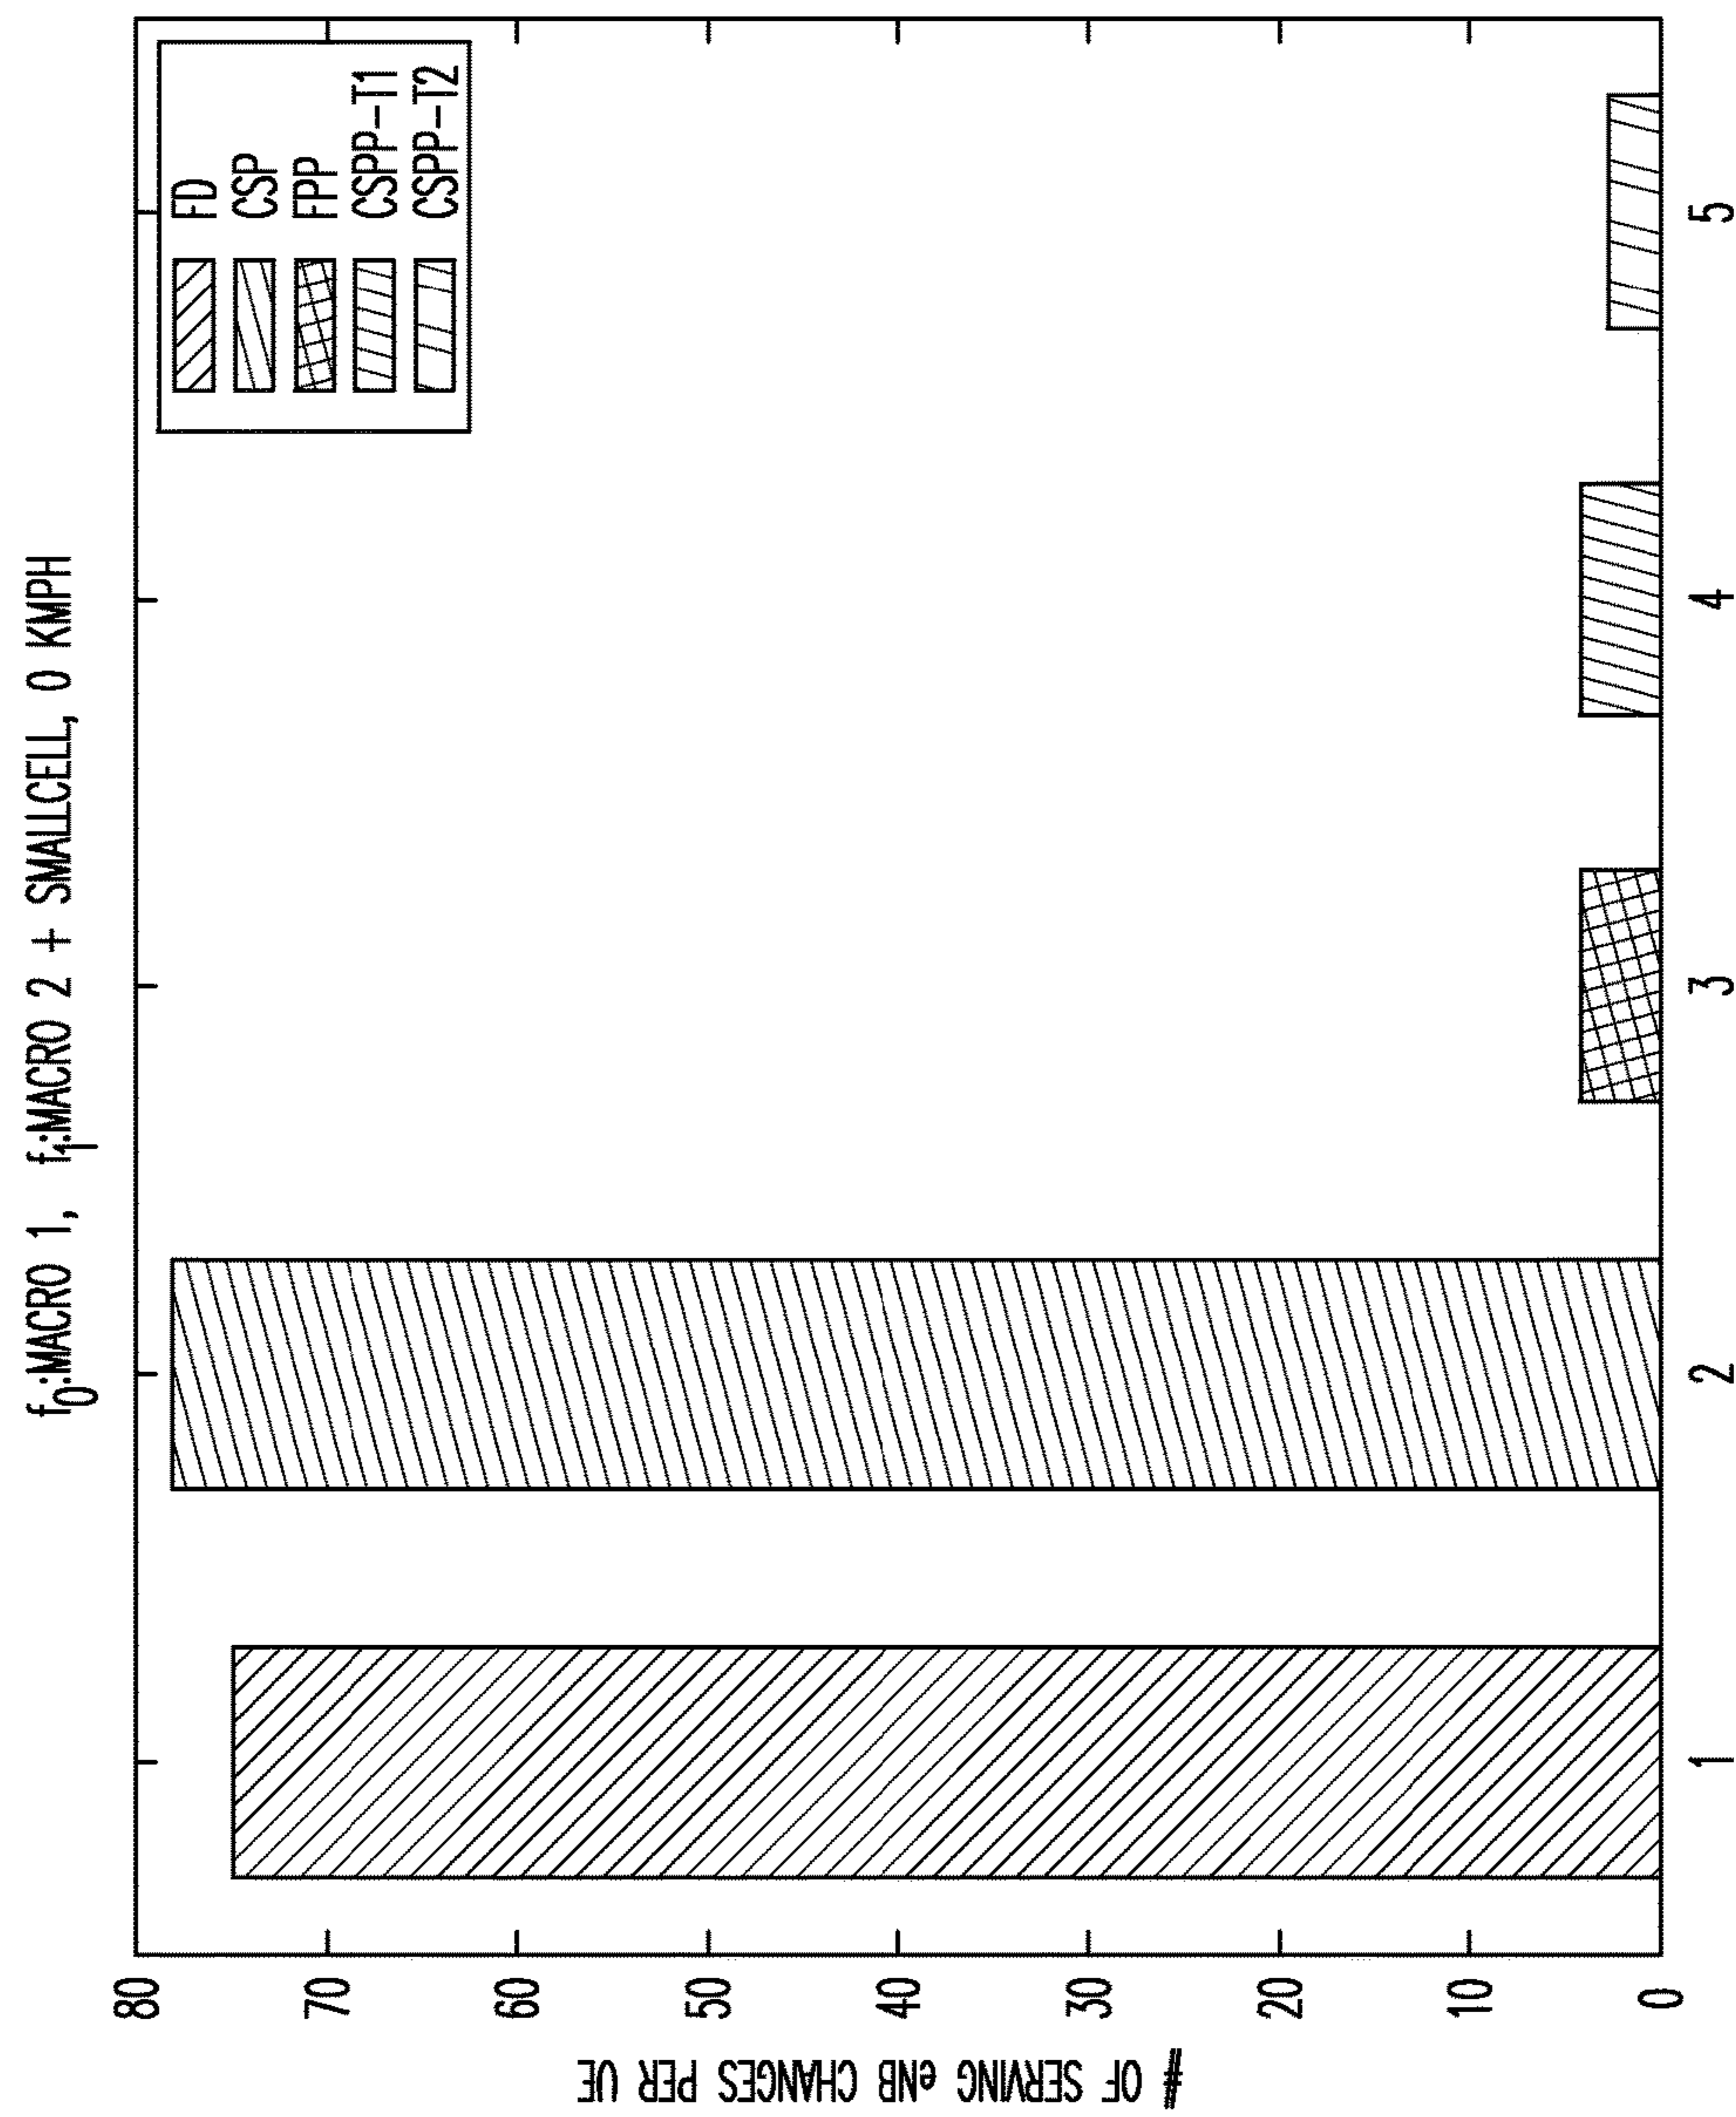 f0:MACRO 1, f1:MACRO 2 + SMALLCELL, 0 KMPH
# OF SERVING eNB CHANGES PER UE
80
70
60
50
40
30
20
10
0
FD
CSP
FPP
CSPP-T1
CSPP-T2
1
2
3
4
5